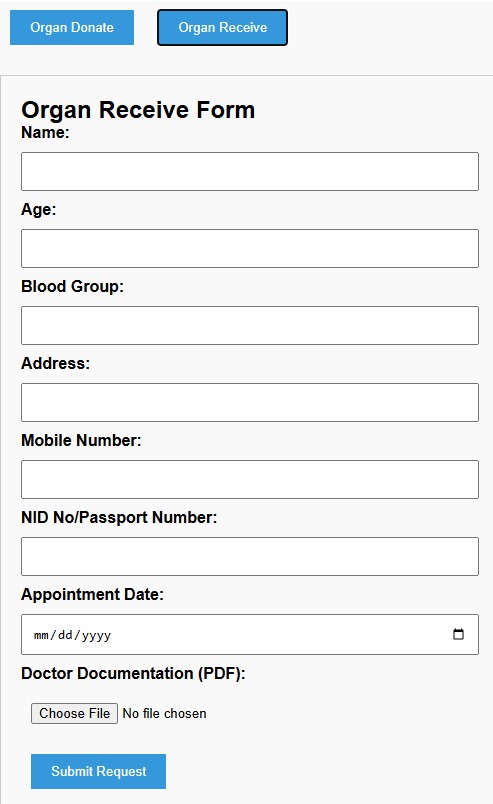 Organ Donate Organ Receive
Organ Receive Form
Name:
Age:
Blood Group:
Address:
Mobile Number:
NID No/Passport Number:
Appointment Date:
mm/dd/yyyy
Doctor Documentation (PDF):
Choose File No file chosen
Submit Request